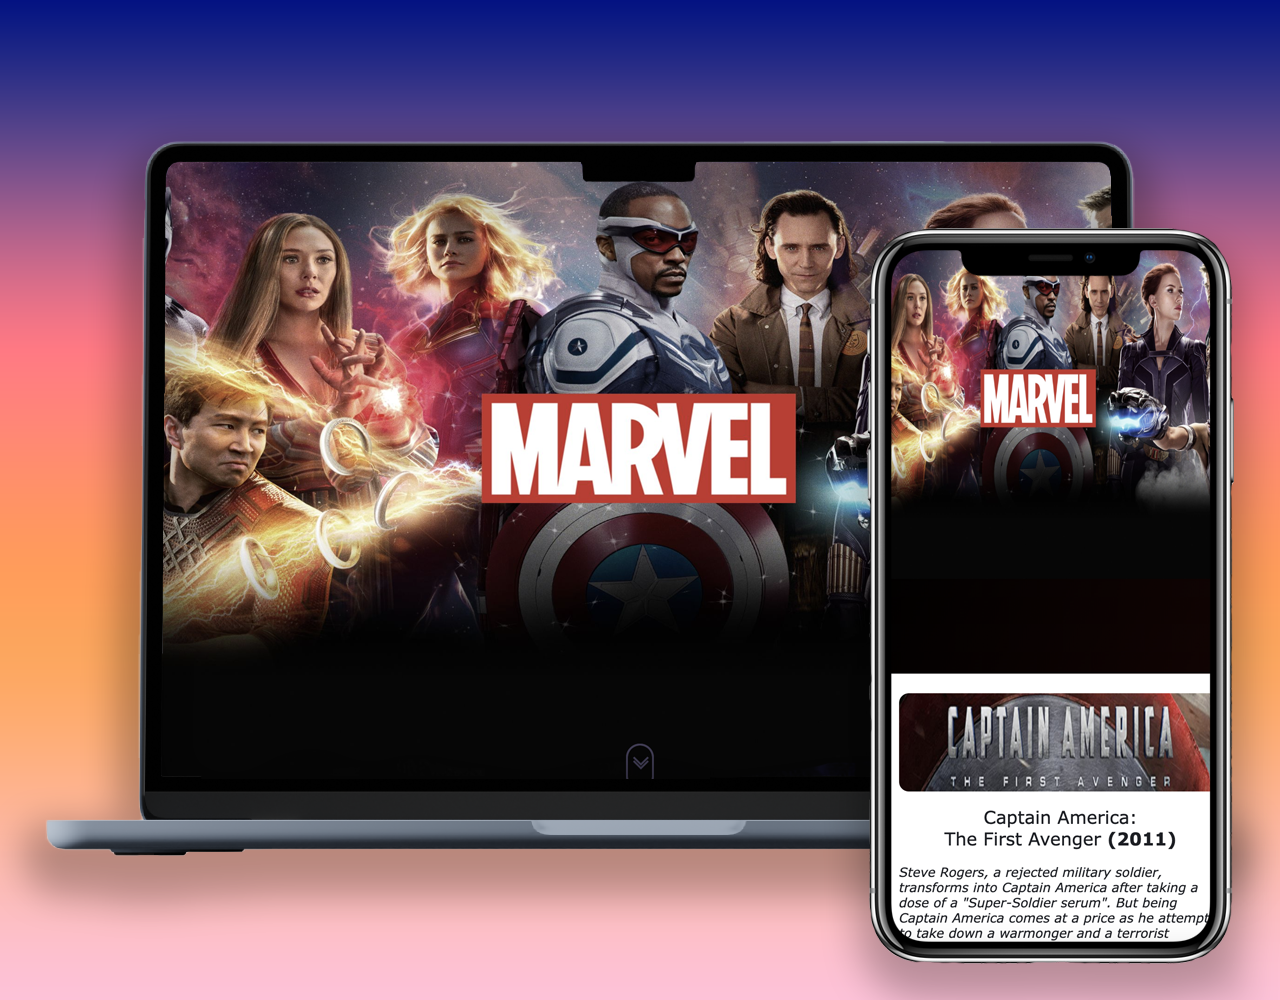 MARVEL
MARVEL
CAPTAIN AMERICA
THE FIRST AVENGER
Captain America:
The First Avenger (2011)
Steve Rogers, a rejected military soldier,
transforms into Captain America after taking a
dose of a "Super-Soldier serum". But being
Captain America comes at a price as he attempt
to take down a warmonger and a terrorist